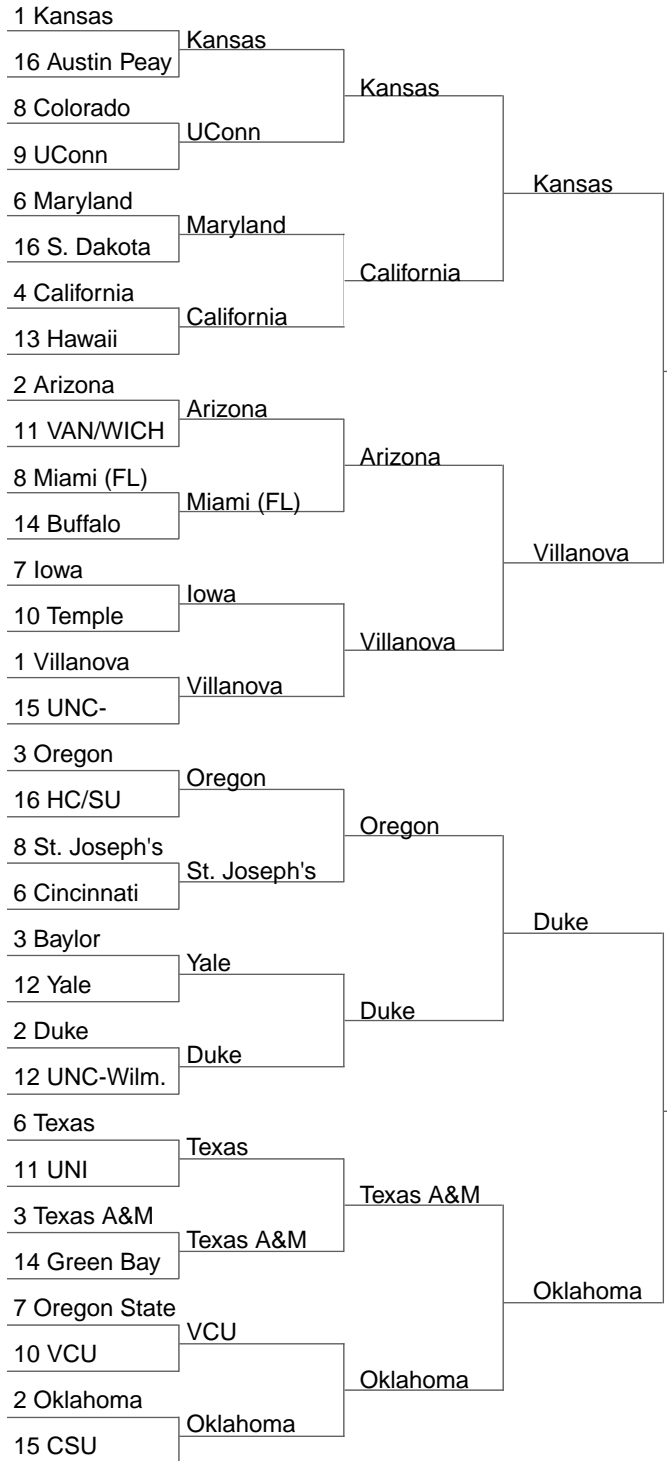 1 Kansas
16 Austin Peay
8 Colorado
9 UConn
6 Maryland
16 S. Dakota
4 California
13 Hawaii
2 Arizona
11 VAN/WICH
8 Miami (FL)
14 Buffalo
7 Iowa
10 Temple
1 Villanova
15 UNC-
3 Oregon
16 HC/SU
8 St. Joseph's
6 Cincinnati
3 Baylor
12 Yale
2 Duke
12 UNC-Wilm.
6 Texas
11 UNI
3 Texas A&M
14 Green Bay
7 Oregon State
10 VCU
2 Oklahoma
15 CSU
Kansas
UConn
Maryland
California
Arizona
Miami (FL)
Iowa
Villanova
Oregon
St. Joseph's
Yale
Duke
Texas
Texas A&M
VCU
Oklahoma
Kansas
California
Arizona
Villanova
Oregon
Duke
Texas A&M
Oklahoma
Kansas
Villanova
Duke
Oklahoma